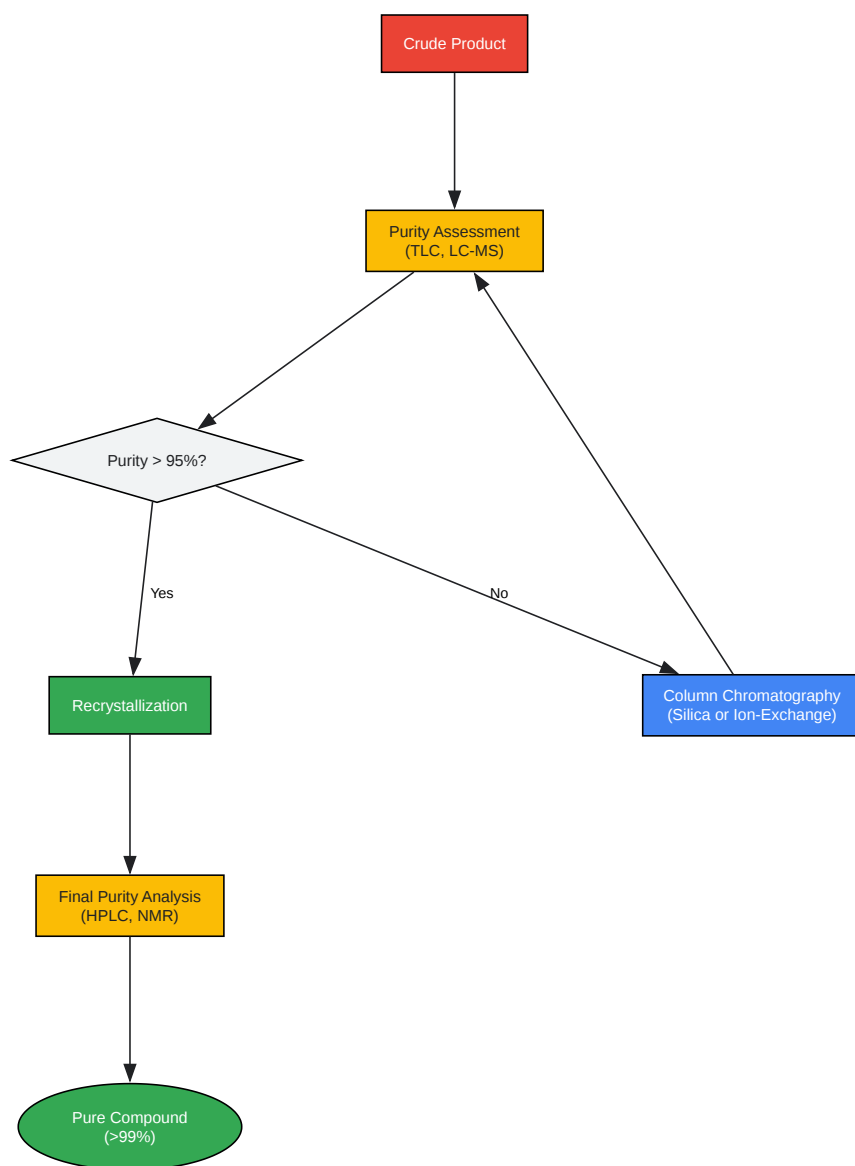 Crude Product
Purity Assessment
(TLC, LC-MS)
Purity > 95%?
Yes
No
Recrystallization
Column Chromatography
(Silica or Ion-Exchange)
Final Purity Analysis
(HPLC, NMR)
Pure Compound
(>99%)